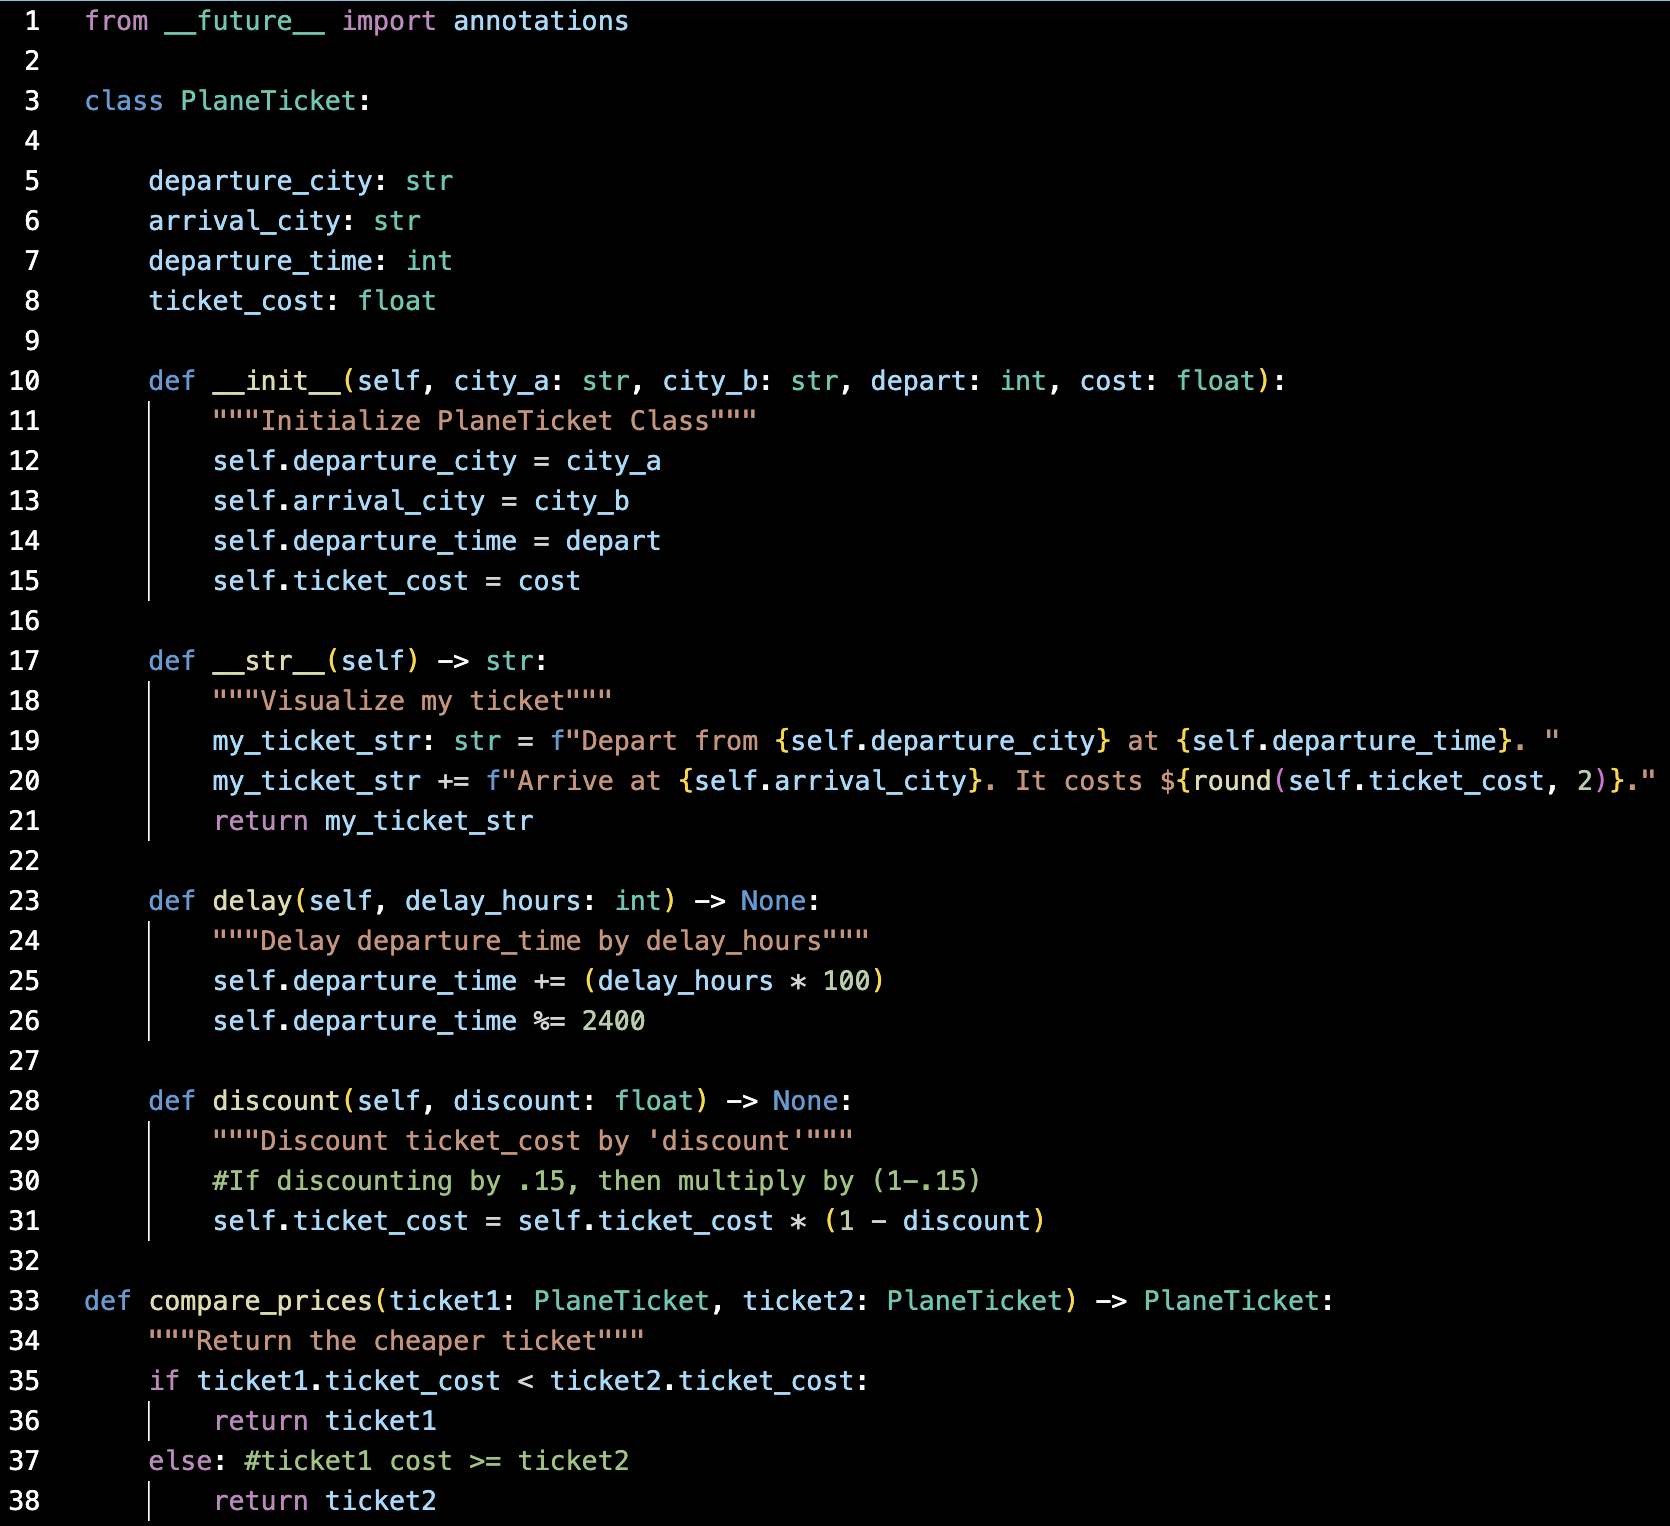 1 from __future__ import annotations
2
3 class PlaneTicket:
4
5     departure_city: str
6     arrival_city: str
7     departure_time: int
8     ticket_cost: float
9
10     def __init__(self, city_a: str, city_b: str, depart: int, cost: float):
11         """Initialize PlaneTicket Class"""
12         self.departure_city = city_a
13         self.arrival_city = city_b
14         self.departure_time = depart
15         self.ticket_cost = cost
16
17     def __str__(self) -> str:
18         """Visualize my ticket"""
19         my_ticket_str: str = f"Depart from {self.departure_city} at {self.departure_time}. "
20         my_ticket_str += f"Arrive at {self.arrival_city}. It costs ${round(self.ticket_cost, 2)}."
21         return my_ticket_str
22
23     def delay(self, delay_hours: int) -> None:
24         """Delay departure_time by delay_hours"""
25         self.departure_time += (delay_hours * 100)
26         self.departure_time %= 2400
27
28     def discount(self, discount: float) -> None:
29         """Discount ticket_cost by 'discount'"""
30         #If discounting by .15, then multiply by (1-.15)
31         self.ticket_cost = self.ticket_cost * (1 - discount)
32
33 def compare_prices(ticket1: PlaneTicket, ticket2: PlaneTicket) -> PlaneTicket:
34     """Return the cheaper ticket"""
35     if ticket1.ticket_cost < ticket2.ticket_cost:
36         return ticket1
37     else: #ticket1 cost >= ticket2
38         return ticket2